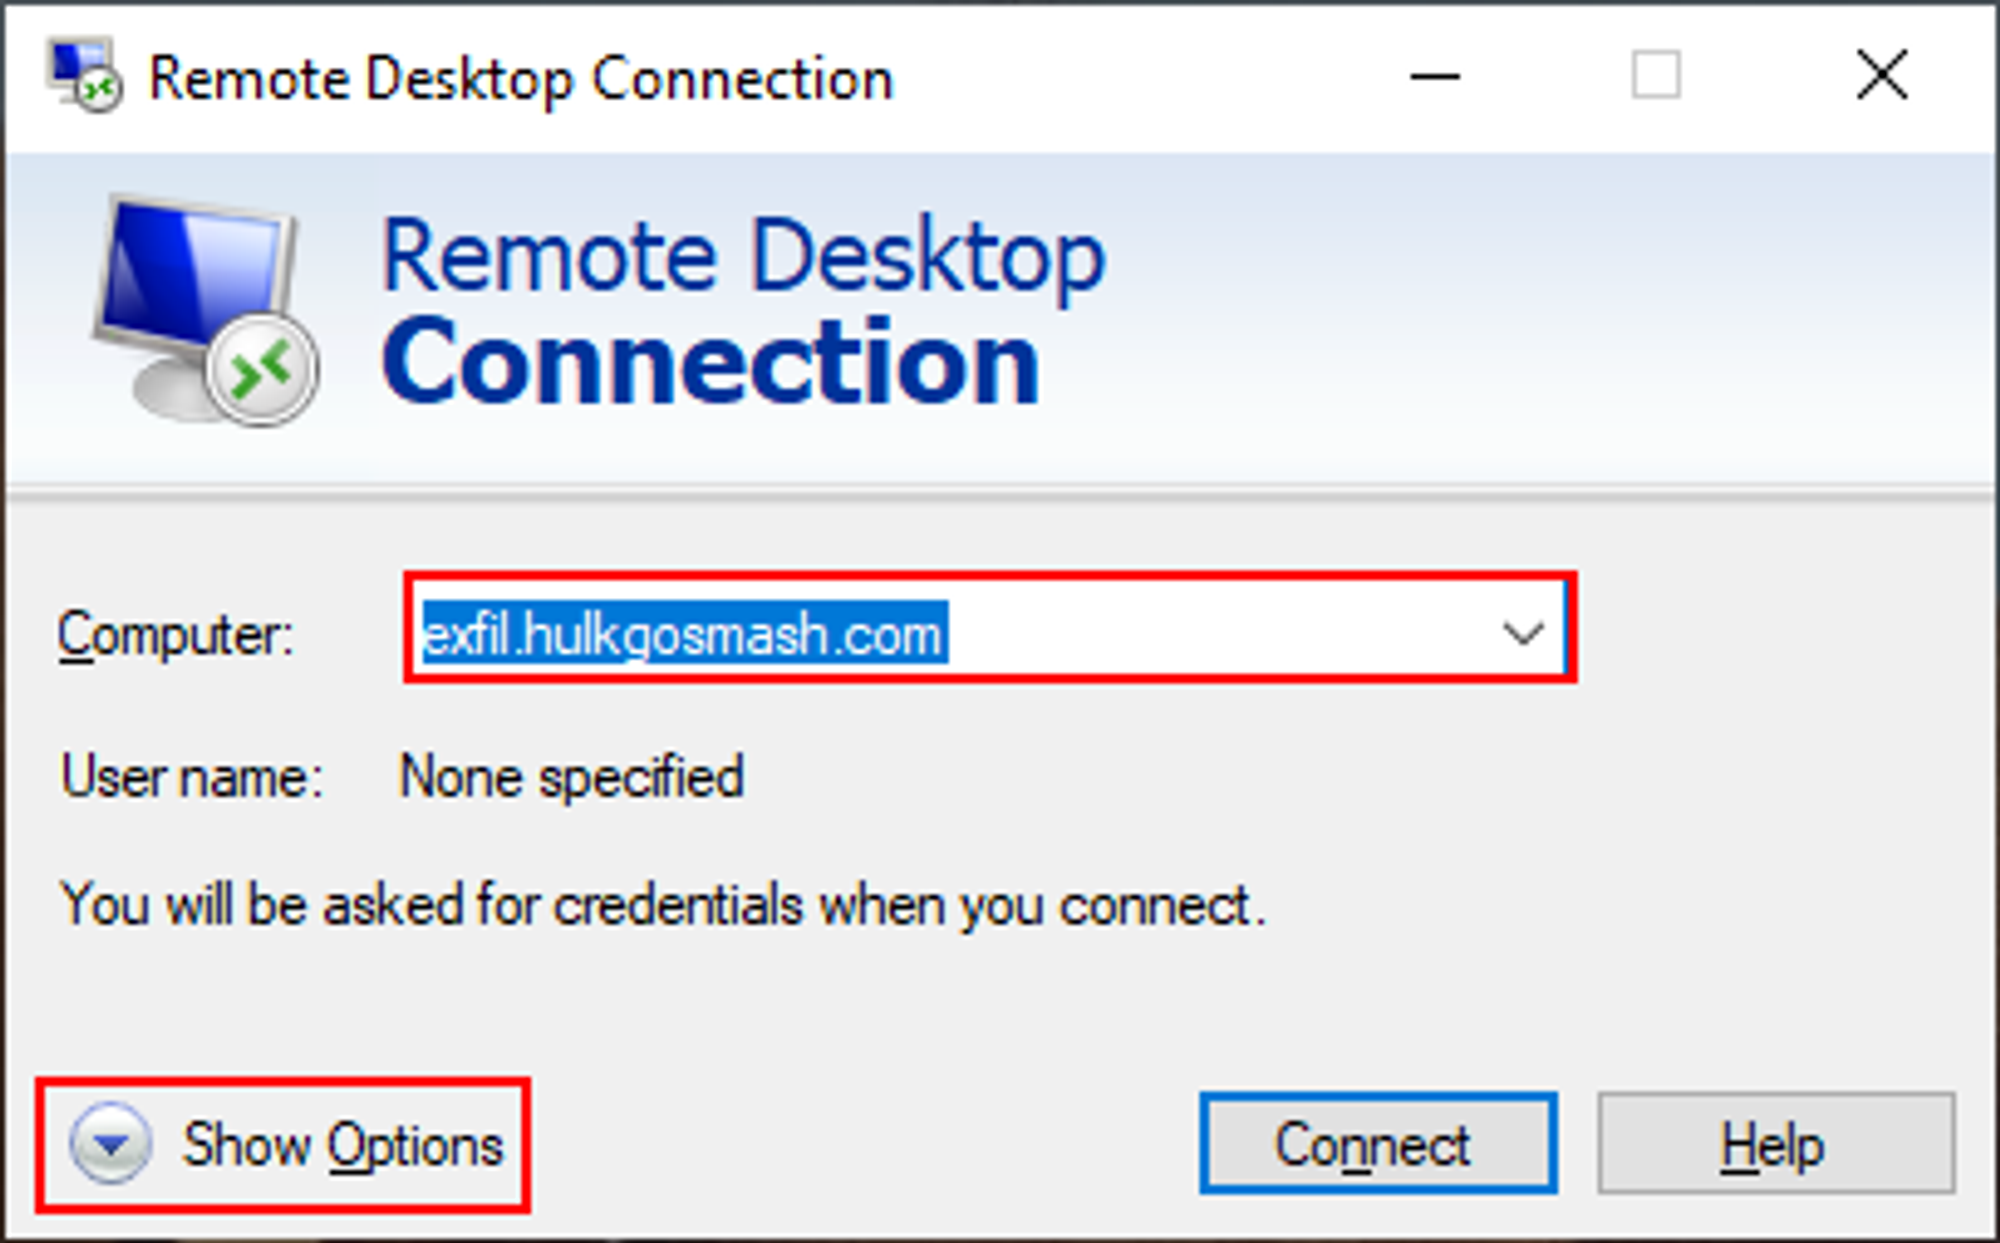 Remote Desktop Connection
Remote Desktop
Connection
Computer: exfil.hulkgosmash.com
User name: None specified
You will be asked for credentials when you connect.
Show Options Connect Help